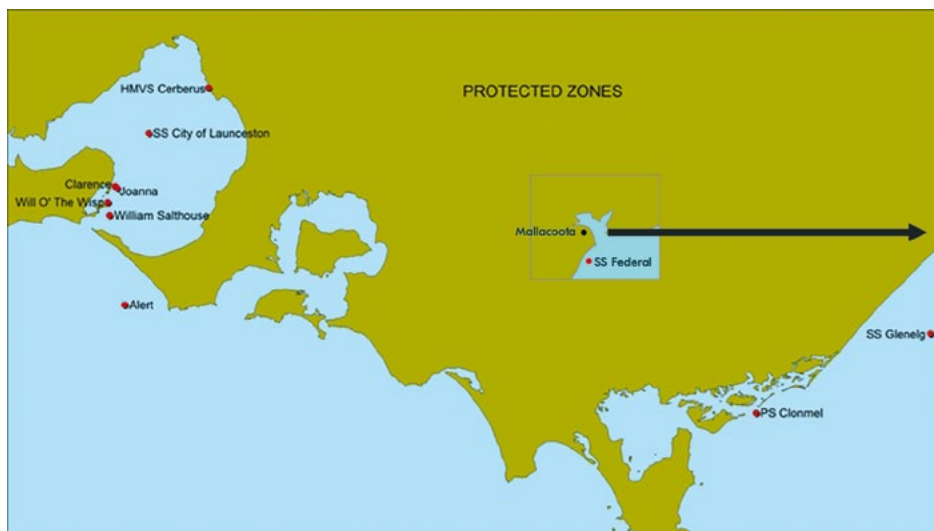 HMVS Cerberus
PROTECTED ZONES
SS City of Launceston
Clarence
Joanna
Will O' The Wisp
William Salthouse
Mallacoota
SS Federal
Alert
SS Glenelg
PS Clonmel